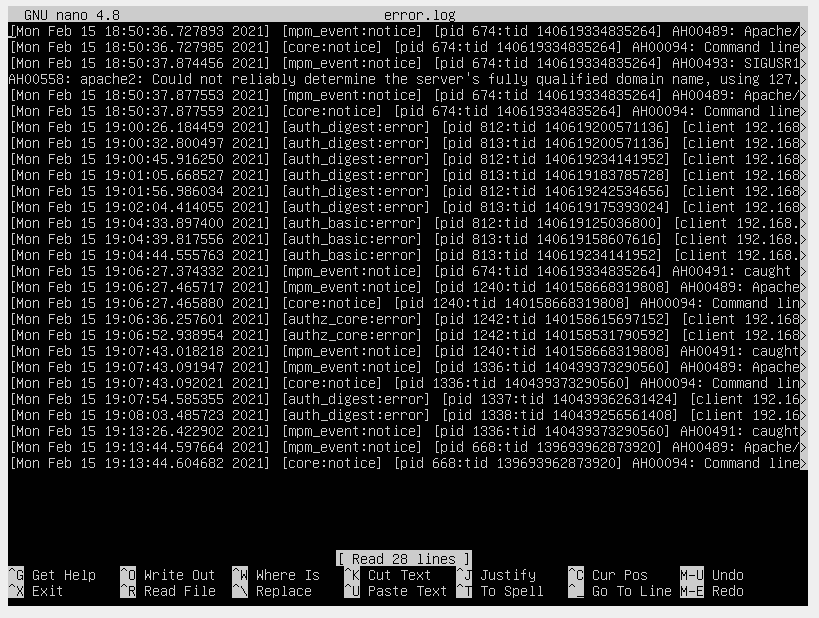 GNU nano 4.8 error.log
[Mon Feb 15 18:50:36.727893 2021] [mpm_event:notice] [pid 674:tid 140619334835264] AH00489: Apache/>
[Mon Feb 15 18:50:36.727985 2021] [core:notice] [pid 674:tid 140619334835264] AH00094: Command line>
[Mon Feb 15 18:50:37.874456 2021] [mpm_event:notice] [pid 674:tid 140619334835264] AH00493: SIGUSR1>
AH00558: apache2: Could not reliably determine the server's fully qualified domain name, using 127.>
[Mon Feb 15 18:50:37.877553 2021] [mpm_event:notice] [pid 674:tid 140619334835264] AH00489: Apache/>
[Mon Feb 15 18:50:37.877559 2021] [core:notice] [pid 674:tid 140619334835264] AH00094: Command line>
[Mon Feb 15 19:00:26.184459 2021] [auth_digest:error] [pid 812:tid 140619200571136] [client 192.168>
[Mon Feb 15 19:00:32.800497 2021] [auth_digest:error] [pid 813:tid 140619200571136] [client 192.168>
[Mon Feb 15 19:00:45.916250 2021] [auth_digest:error] [pid 812:tid 140619234141952] [client 192.168>
[Mon Feb 15 19:01:05.668527 2021] [auth_digest:error] [pid 813:tid 140619183785728] [client 192.168>
[Mon Feb 15 19:01:56.986034 2021] [auth_digest:error] [pid 812:tid 140619242534656] [client 192.168>
[Mon Feb 15 19:02:04.414055 2021] [auth_digest:error] [pid 813:tid 140619175393024] [client 192.168>
[Mon Feb 15 19:04:33.897400 2021] [auth_basic:error] [pid 812:tid 140619125036800] [client 192.168.>
[Mon Feb 15 19:04:39.817556 2021] [auth_basic:error] [pid 813:tid 140619158607616] [client 192.168.>
[Mon Feb 15 19:04:44.555763 2021] [auth_basic:error] [pid 813:tid 140619234141952] [client 192.168.>
[Mon Feb 15 19:06:27.374332 2021] [mpm_event:notice] [pid 674:tid 140619334835264] AH00491: caught >
[Mon Feb 15 19:06:27.465717 2021] [mpm_event:notice] [pid 1240:tid 140158668319808] AH00489: Apache>
[Mon Feb 15 19:06:27.465880 2021] [core:notice] [pid 1240:tid 140158668319808] AH00094: Command lin>
[Mon Feb 15 19:06:36.257601 2021] [authz_core:error] [pid 1242:tid 140158615697152] [client 192.168>
[Mon Feb 15 19:06:52.938954 2021] [authz_core:error] [pid 1242:tid 140158531790592] [client 192.168>
[Mon Feb 15 19:07:43.018218 2021] [mpm_event:notice] [pid 1240:tid 140158668319808] AH00491: caught>
[Mon Feb 15 19:07:43.091947 2021] [mpm_event:notice] [pid 1336:tid 140439373290560] AH00489: Apache>
[Mon Feb 15 19:07:43.092021 2021] [core:notice] [pid 1336:tid 140439373290560] AH00094: Command lin>
[Mon Feb 15 19:07:54.585355 2021] [auth_digest:error] [pid 1337:tid 140439362631424] [client 192.16>
[Mon Feb 15 19:08:03.485723 2021] [auth_digest:error] [pid 1338:tid 140439256561408] [client 192.16>
[Mon Feb 15 19:13:26.422902 2021] [mpm_event:notice] [pid 1336:tid 140439373290560] AH00491: caught>
[Mon Feb 15 19:13:44.597664 2021] [mpm_event:notice] [pid 668:tid 139693962873920] AH00489: Apache/>
[Mon Feb 15 19:13:44.604682 2021] [core:notice] [pid 668:tid 139693962873920] AH00094: Command line>
[ Read 28 lines ]
^G Get Help ^O Write Out ^W Where Is ^K Cut Text ^J Justify ^C Cur Pos M-U Undo
^X Exit ^R Read File ^\ Replace ^U Paste Text ^T To Spell ^_ Go To Line M-E Redo